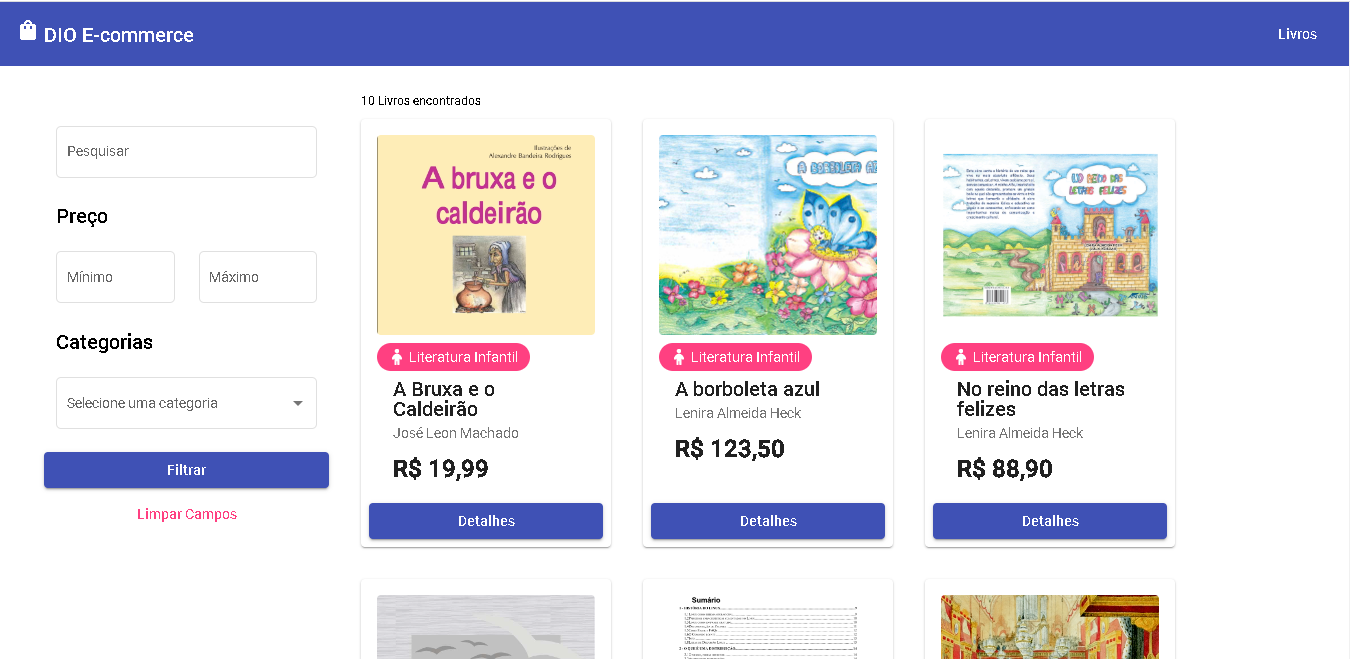 DIO E-commerce
Livros
10 Livros encontrados
Pesquisar
Preço
Mínimo
Máximo
Categorias
Selecione uma categoria
Filtrar
Limpar Campos
Ilustrações de
Alexandre Bandeira Rodrigues
A bruxa e o
caldeirão
Literatura Infantil
A Bruxa e o
Caldeirão
José Leon Machado
R$ 19,99
Detalhes
A BORBOLETA
Literatura Infantil
A borboleta azul
Lenira Almeida Heck
R$ 123,50
Detalhes
NO REINO DAS
LETRAS FELIZES
Literatura Infantil
No reino das letras
felizes
Lenira Almeida Heck
R$ 88,90
Detalhes
Sumário